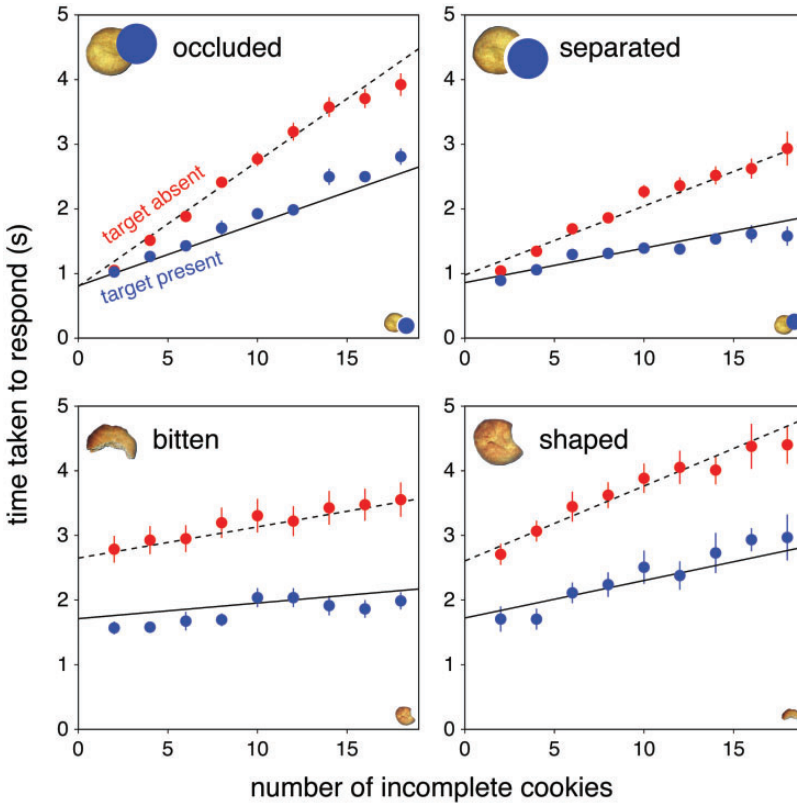 occluded
5
4
3
2
1
0
target absent
target present
0 5 10 15
separated
5
4
3
2
1
0
0 5 10 15
bitten
5
4
3
2
1
0
0 5 10 15
shaped
5
4
3
2
1
0
0 5 10 15
time taken to respond (s)
number of incomplete cookies